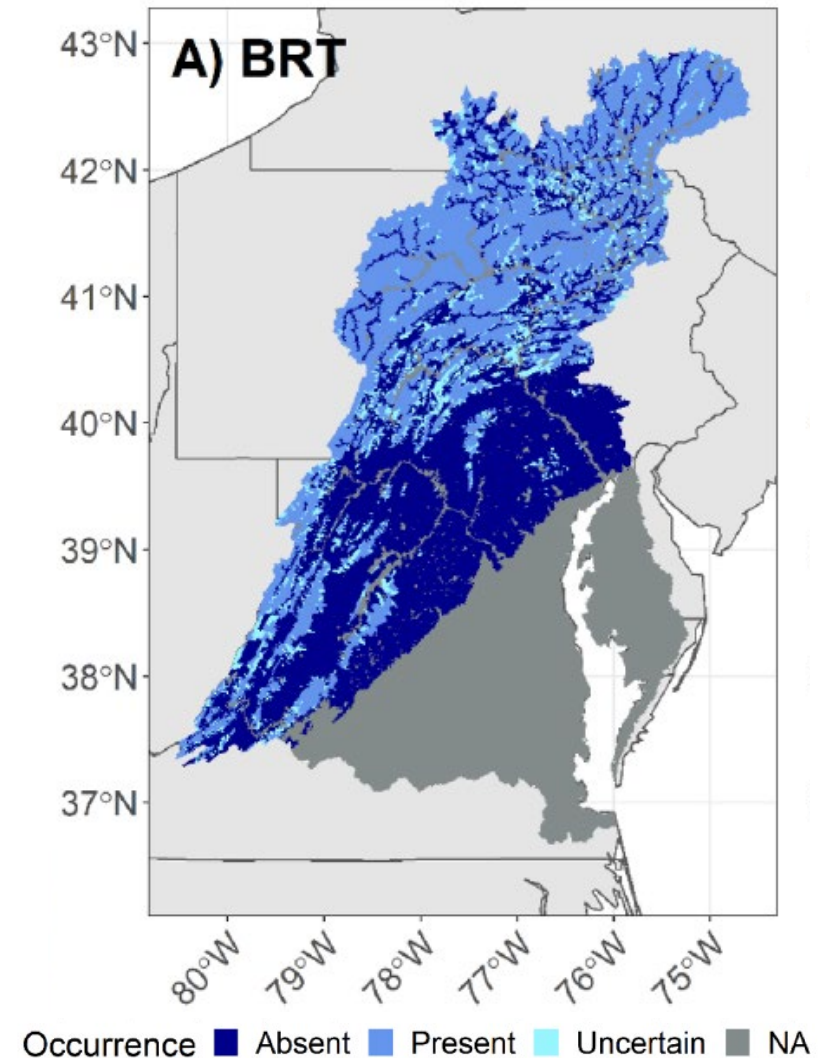 A) BRT
43°N
42°N
41°N
40°N
39°N
38°N
37°N
80°W 79°W 78°W 77°W 76°W 75°W
Occurrence Absent Present Uncertain NA